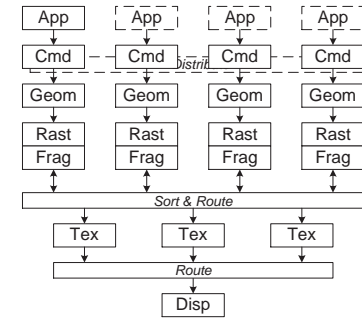 App App App App
Cmd Cmd Cmd Cmd
Geom Geom Geom Geom
Rast Rast Rast Rast
Frag Frag Frag Frag
Sort & Route
Tex Tex Tex
Route
Disp